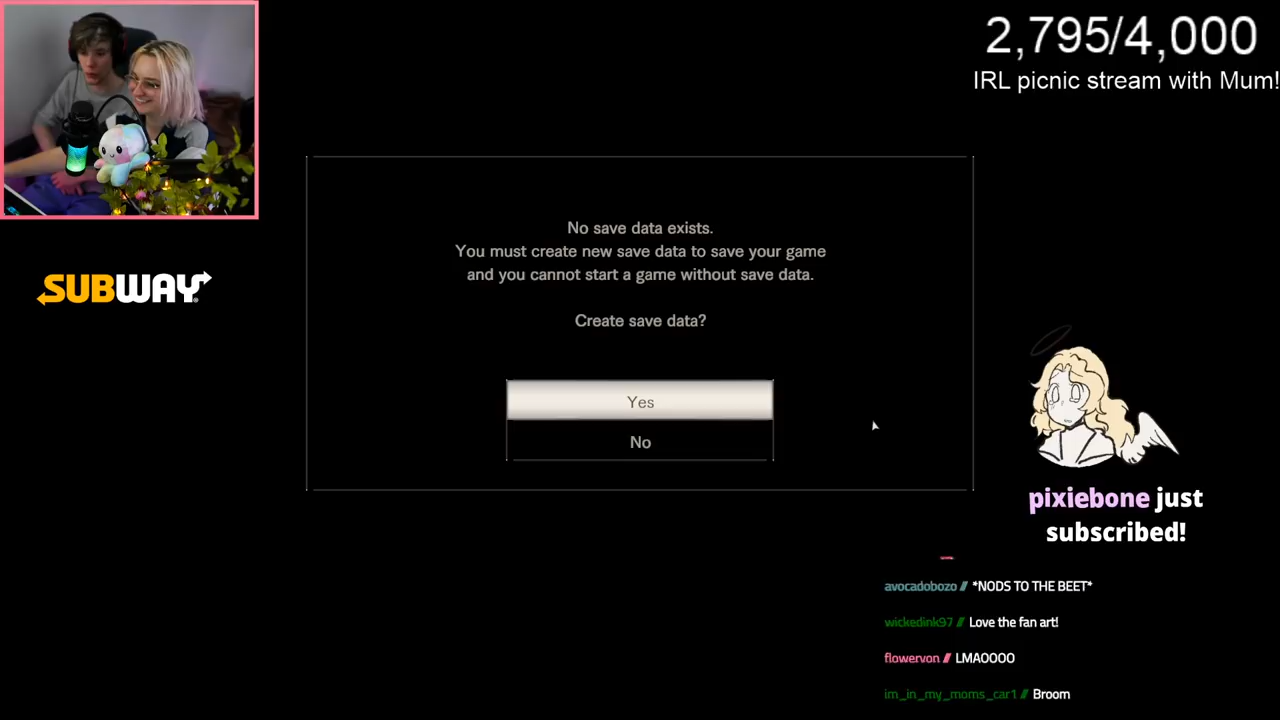 2,795/4,000
IRL picnic stream with Mum!
No save data exists.
You must create new save data to save your game
and you cannot start a game without save data.
Create save data?
SUBWAY
Yes
No
pixiebone just
subscribed!
avocadobozo // *NODS TO THE BEET*
wickedink97 // Love the fan art!
flowervon // LMAOOOO
im_in_my_moms_car1 // Broom